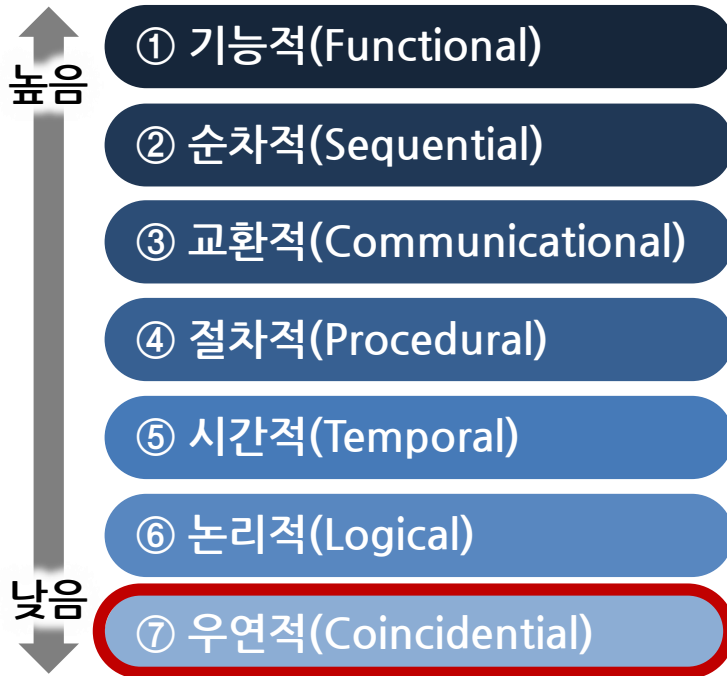 높음
① 기능적(Functional)
② 순차적(Sequential)
③ 교환적(Communicational)
④ 절차적(Procedural)
⑤ 시간적(Temporal)
⑥ 논리적(Logical)
낮음
⑦ 우연적(Coincidential)